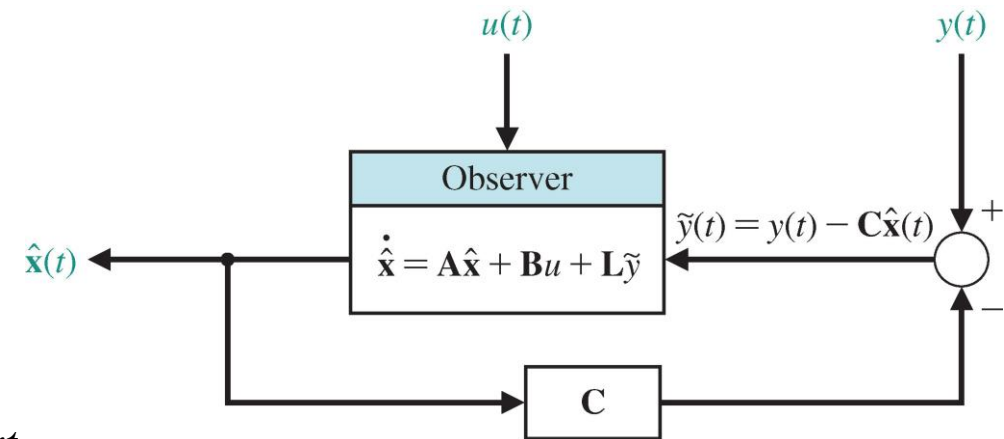 u(t)
y(t)
Observer
ỹ(t) = y(t) − Cx̂(t)
+
x̂(t)
x̂̇ = Ax̂ + Bu + Lỹ
−
C